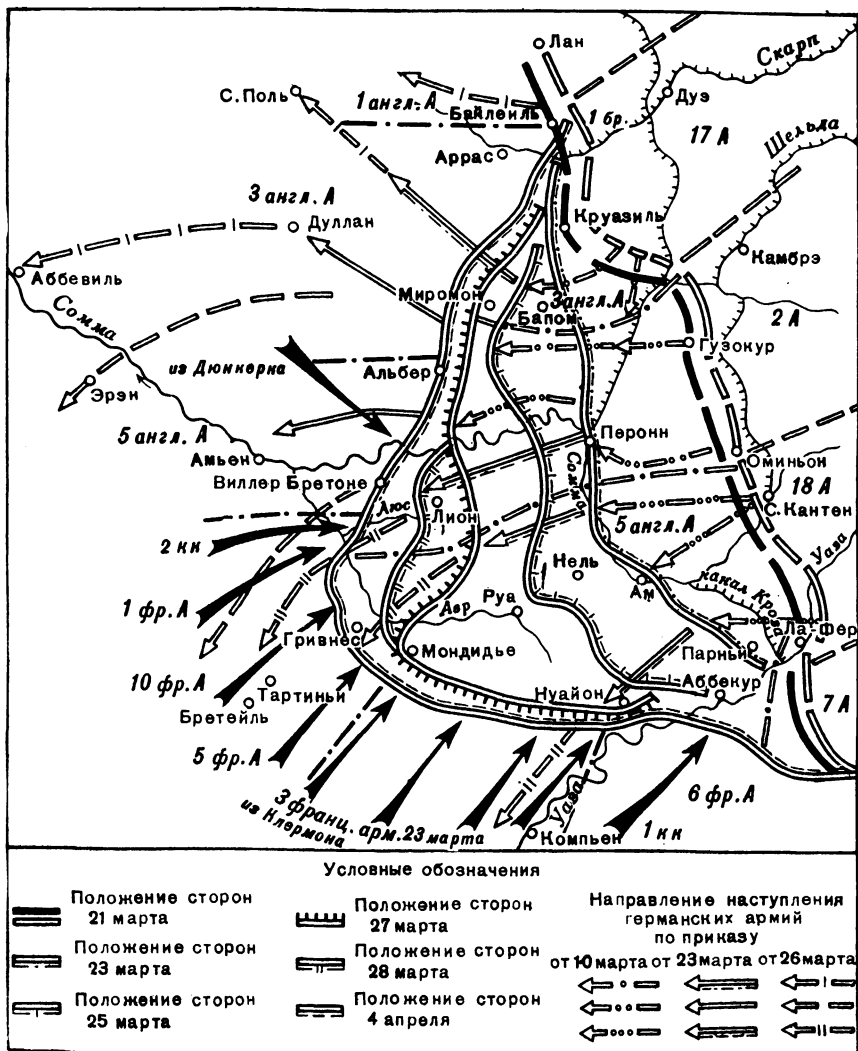 Лан
Скарп
С. Поль
1 англ. А
Байлеиль
1 бр.
Дуэ
17 А
Шельда
Аррас
3 англ. А
Дуллан
Круазиль
Камбрэ
Аббевиль
Сомма
Миромон
3 англ. А
Бапом
2 А
Гузокур
из Дюнкерка
Альбер
Эрэн
5 англ. А
Амьен
Перонн
Оминьон
Виллер Бретоне
Сомма
18 А
С. Кантен
Люс
Лион
5 англ. А
Уаза
2 кк
Нель
Ам
канал Кроза
1 фр. А
Авр
Руа
Ла-Фер
Гривнес
Мондидье
Парньи
10 фр. А
Тартиньи
Бретейль
Нуайон
Аббекур
7 А
5 фр. А
3 франц. арм. 23 марта
из Клермона
Уаза
6 фр. А
1 кк
Компьен
Условные обозначения
Положение сторон
21 марта
Положение сторон
23 марта
Положение сторон
25 марта
Положение сторон
27 марта
Положение сторон
28 марта
Положение сторон
4 апреля
Направление наступления
германских армий
по приказу
от 10 марта от 23 марта от 26 марта